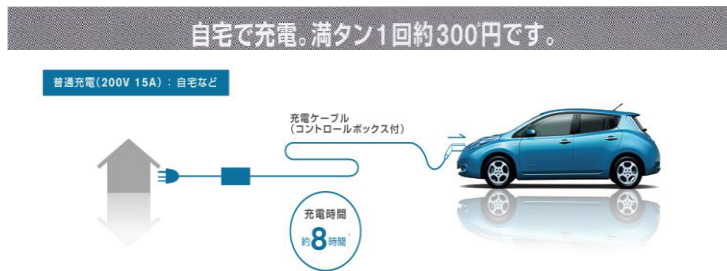 自宅で充電。満タン1回約300円です。
普通充電(200V 15A)：自宅など
充電ケーブル
(コントロールボックス付)
充電時間
約8時間